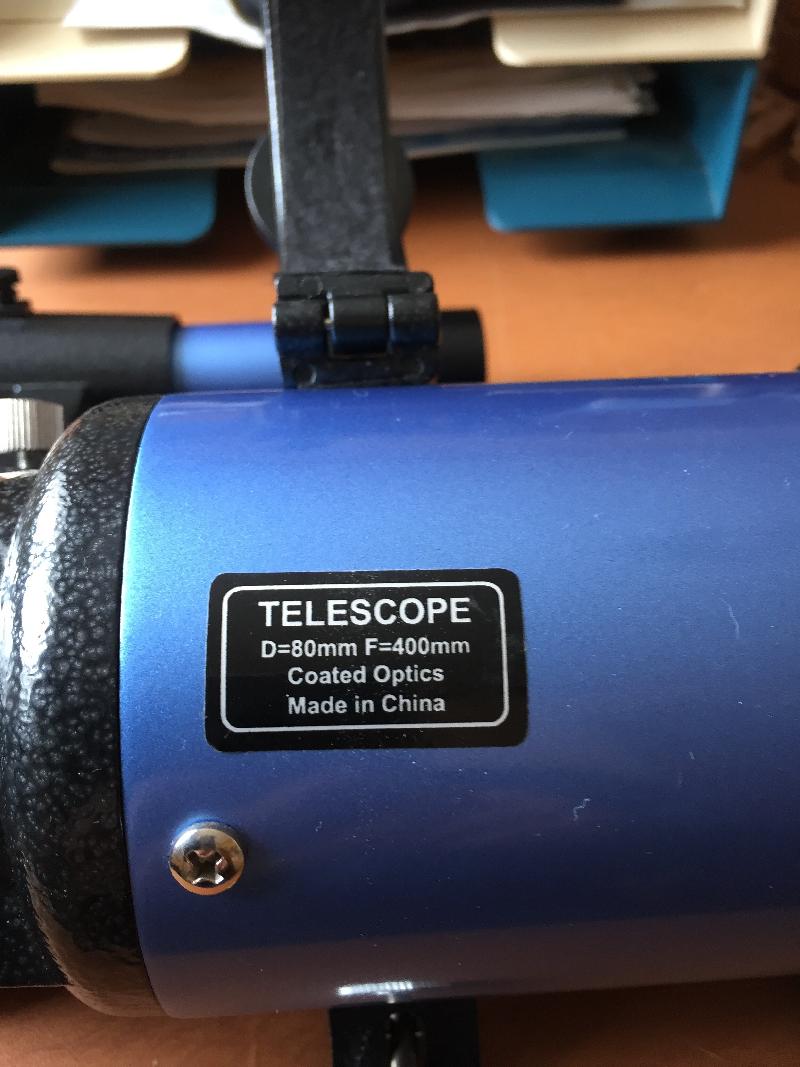 TELESCOPE
D=80mm F=400mm
Coated Optics
Made in China